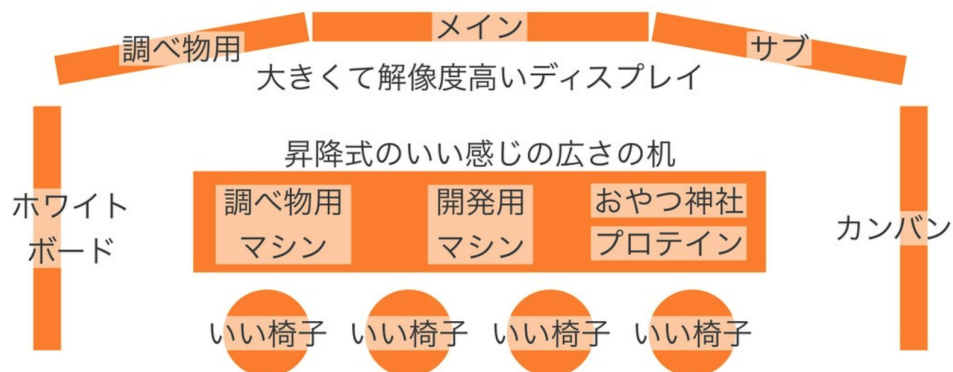 調べ物用
メイン
サブ
大きくて解像度高いディスプレイ
昇降式のいい感じの広さの机
ホワイト
ボード
調べ物用
マシン
開発用
マシン
おやつ神社
プロテイン
カンバン
いい椅子
いい椅子
いい椅子
いい椅子